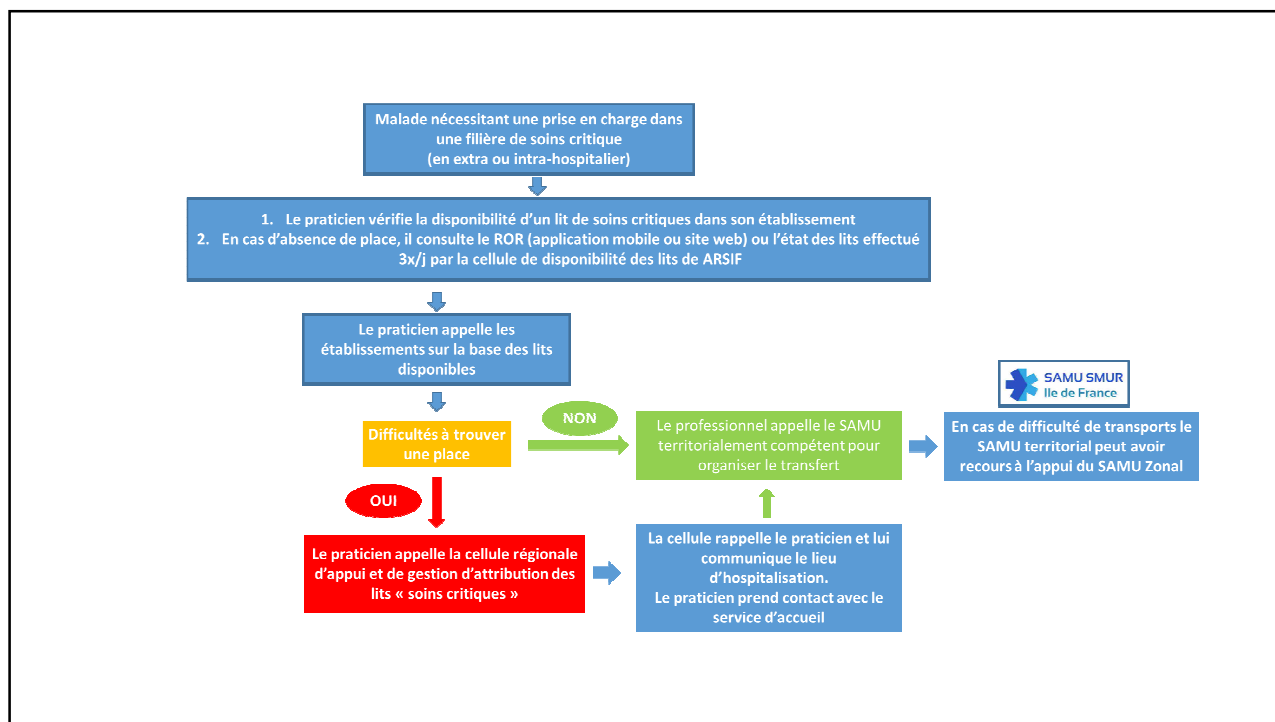 Malade nécessitant une prise en charge dans
une filière de soins critique
(en extra ou intra-hospitalier)
1. Le praticien vérifie la disponibilité d'un lit de soins critiques dans son établissement
2. En cas d'absence de place, il consulte le ROR (application mobile ou site web) ou l'état des lits effectué
3x/j par la cellule de disponibilité des lits de ARSIF
Le praticien appelle les
établissements sur la base des lits
disponibles
Difficultés à trouver
une place
NON
Le professionnel appelle le SAMU
territorialement compétent pour
organiser le transfert
SAMU SMUR
Ile de France
En cas de difficulté de transports le
SAMU territorial peut avoir
recours à l'appui du SAMU Zonal
OUI
Le praticien appelle la cellule régionale
d'appui et de gestion d'attribution des
lits « soins critiques »
La cellule rappelle le praticien et lui
communique le lieu
d'hospitalisation.
Le praticien prend contact avec le
service d'accueil